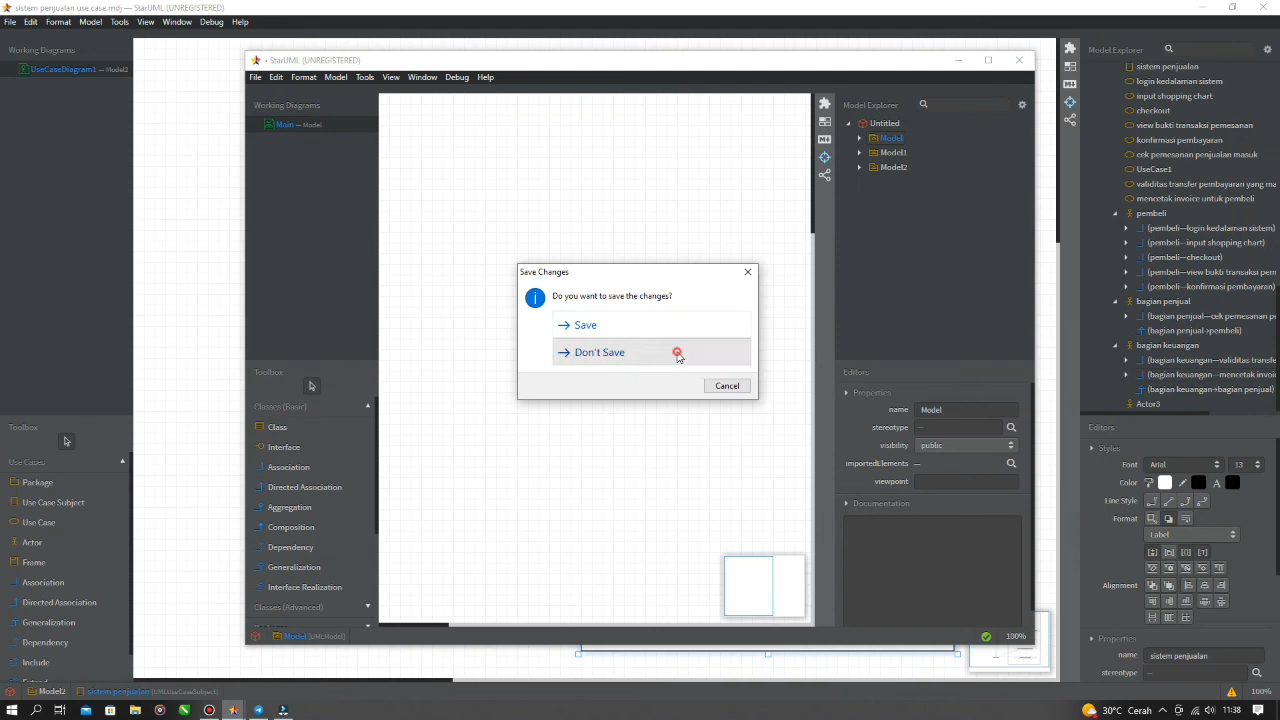 sistem penjualan use case.mdj — StarUML (UNREGISTERED)
File Edit Format Model Tools View Window Debug Help
Working Diagrams
UseCaseDiagram1 — Model2
Toolbox
Use Cases
Package
Use Case Subject
Use Case
Actor
Frame
Association
Directed Association
Generalization
Dependency
Include
• StarUML (UNREGISTERED)
File Edit Format Model Tools View Window Debug Help
Working Diagrams
Main — Model
Toolbox
Classes (Basic)
Class
Interface
Association
Directed Association
Aggregation
Composition
Dependency
Generalization
Interface Realization
Classes (Advanced)
Model [UMLModel]
100%
Save Changes
Do you want to save the changes?
Save
Don't Save
Cancel
Model Explorer
Untitled
Model
Model1
Model2
Editors
Properties
name Model
stereotype —
visibility public
importedElements —
viewpoint
Documentation
Model Explorer
sistem penjualan
login kedalaman sistem
input shopping chart
checkout
view bukti transaksi pemesanan
konfirmasi pembayaran
cek pemesanan penjualan masuk
UseCase1
validitas transfer pembayaran yang ma
mencetak invoice untuk pembeli
pembeli
(pembeli—login kedalaman sistem)
(pembeli—input shopping chart)
(pembeli—checkout)
(pembeli—view bukti transaksi pem
(pembeli—konfirmasi pembayaran)
bagian penjual
(bagian penjual—cek pemesanan pe
(bagian penjual→pembeli)
bagian keuangan
(bagian keuangan—validitas transfer
(bagian keuangan—mencetak invoice
(bagian keuangan→bagian penjual)
Actor3
Editors
Styles
Font Arial 13
Color
Line Style
Format
Label
Alignment
Properties
name sistem penjualan
stereotype —
Model2 sistem penjualan [UMLUseCaseSubject]
100%
30°C Cerah 11:38